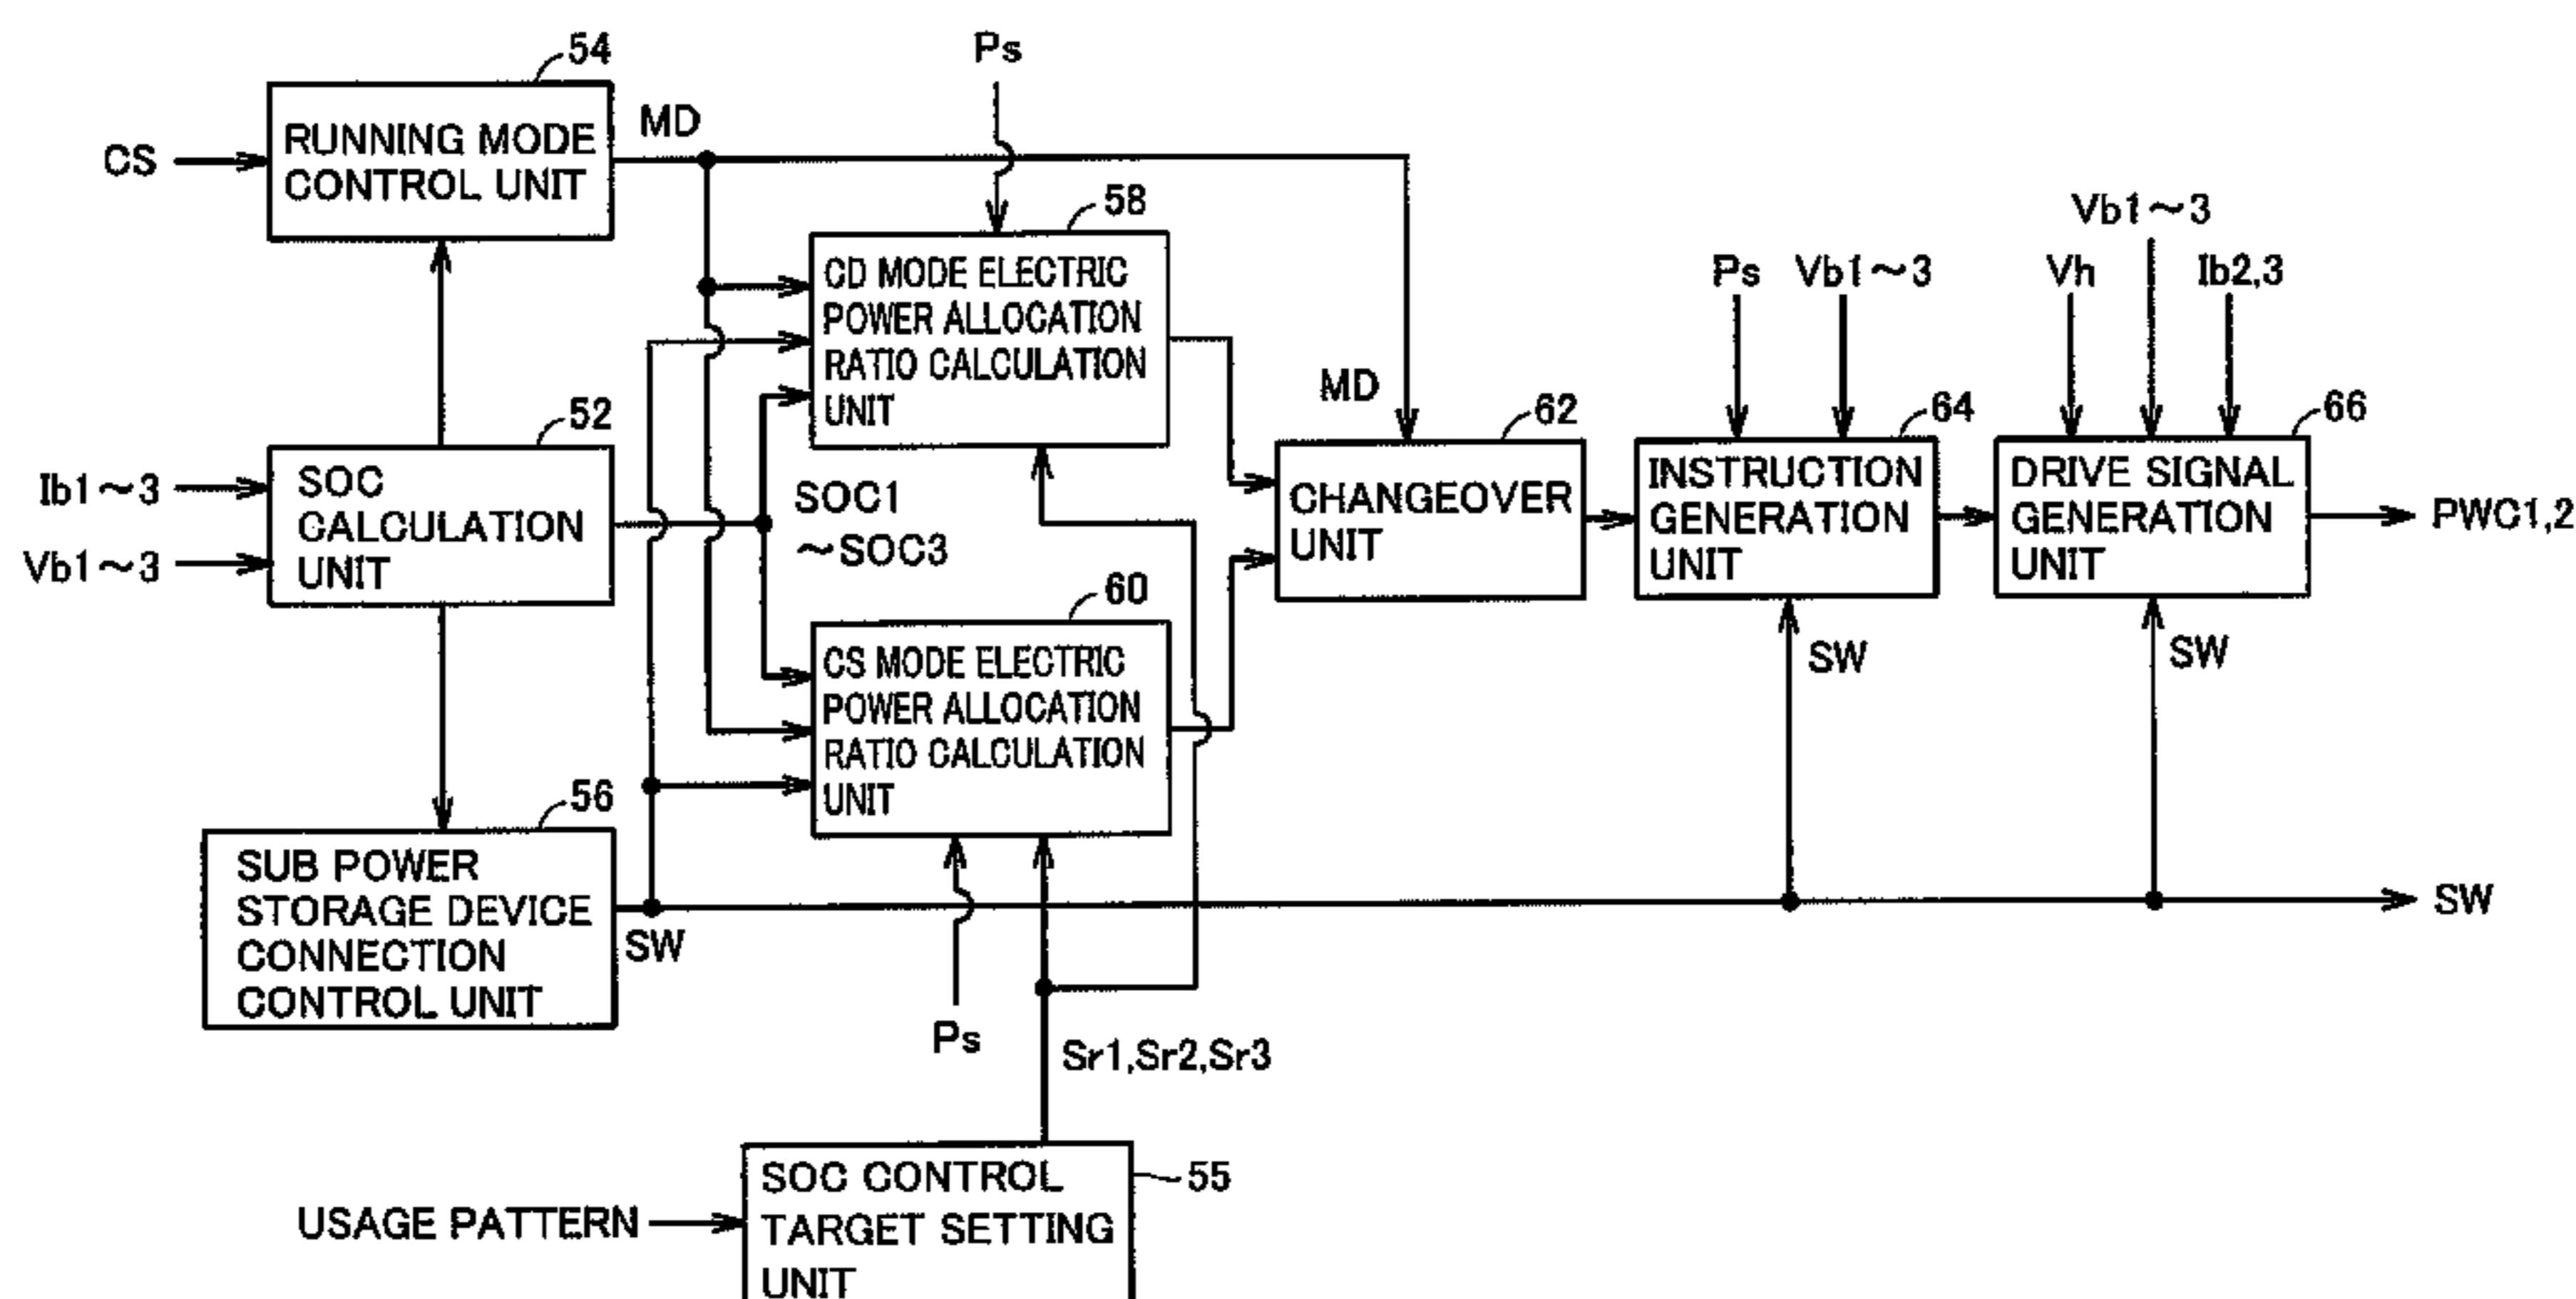 54
Ps
CS
RUNNING MODE
CONTROL UNIT
MD
58
CD MODE ELECTRIC
POWER ALLOCATION
RATIO CALCULATION
UNIT
Vb1~3
Ps
Vb1~3
Vh
Ib2,3
52
Ib1~3
Vb1~3
SOC
CALCULATION
UNIT
SOC1
~SOC3
MD
62
CHANGEOVER
UNIT
64
INSTRUCTION
GENERATION
UNIT
66
DRIVE SIGNAL
GENERATION
UNIT
PWC1,2
60
CS MODE ELECTRIC
POWER ALLOCATION
RATIO CALCULATION
UNIT
SW
SW
56
SUB POWER
STORAGE DEVICE
CONNECTION
CONTROL UNIT
SW
SW
Ps
Sr1,Sr2,Sr3
USAGE PATTERN
SOC CONTROL
TARGET SETTING
UNIT
55